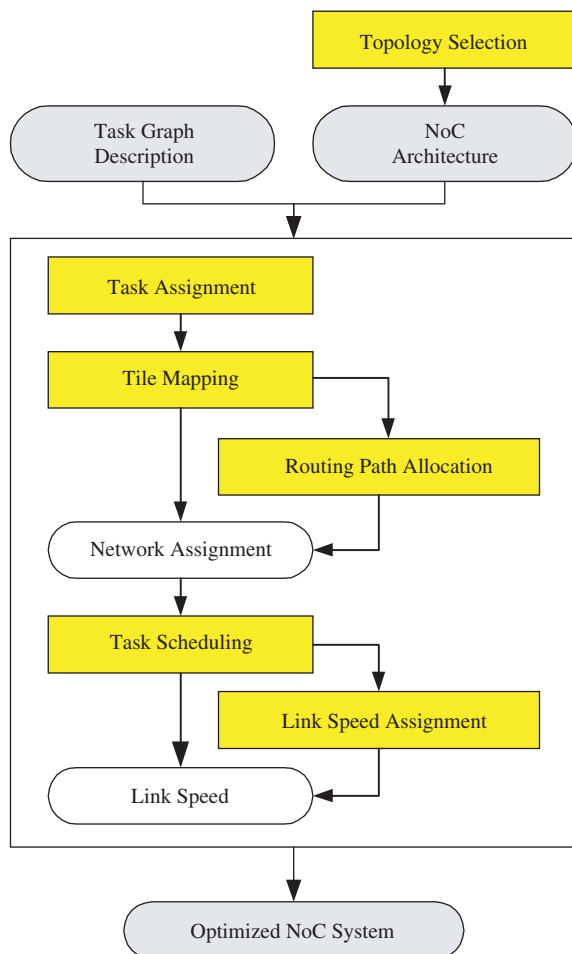 Topology Selection
Task Graph
Description
NoC
Architecture
Task Assignment
Tile Mapping
Routing Path Allocation
Network Assignment
Task Scheduling
Link Speed Assignment
Link Speed
Optimized NoC System